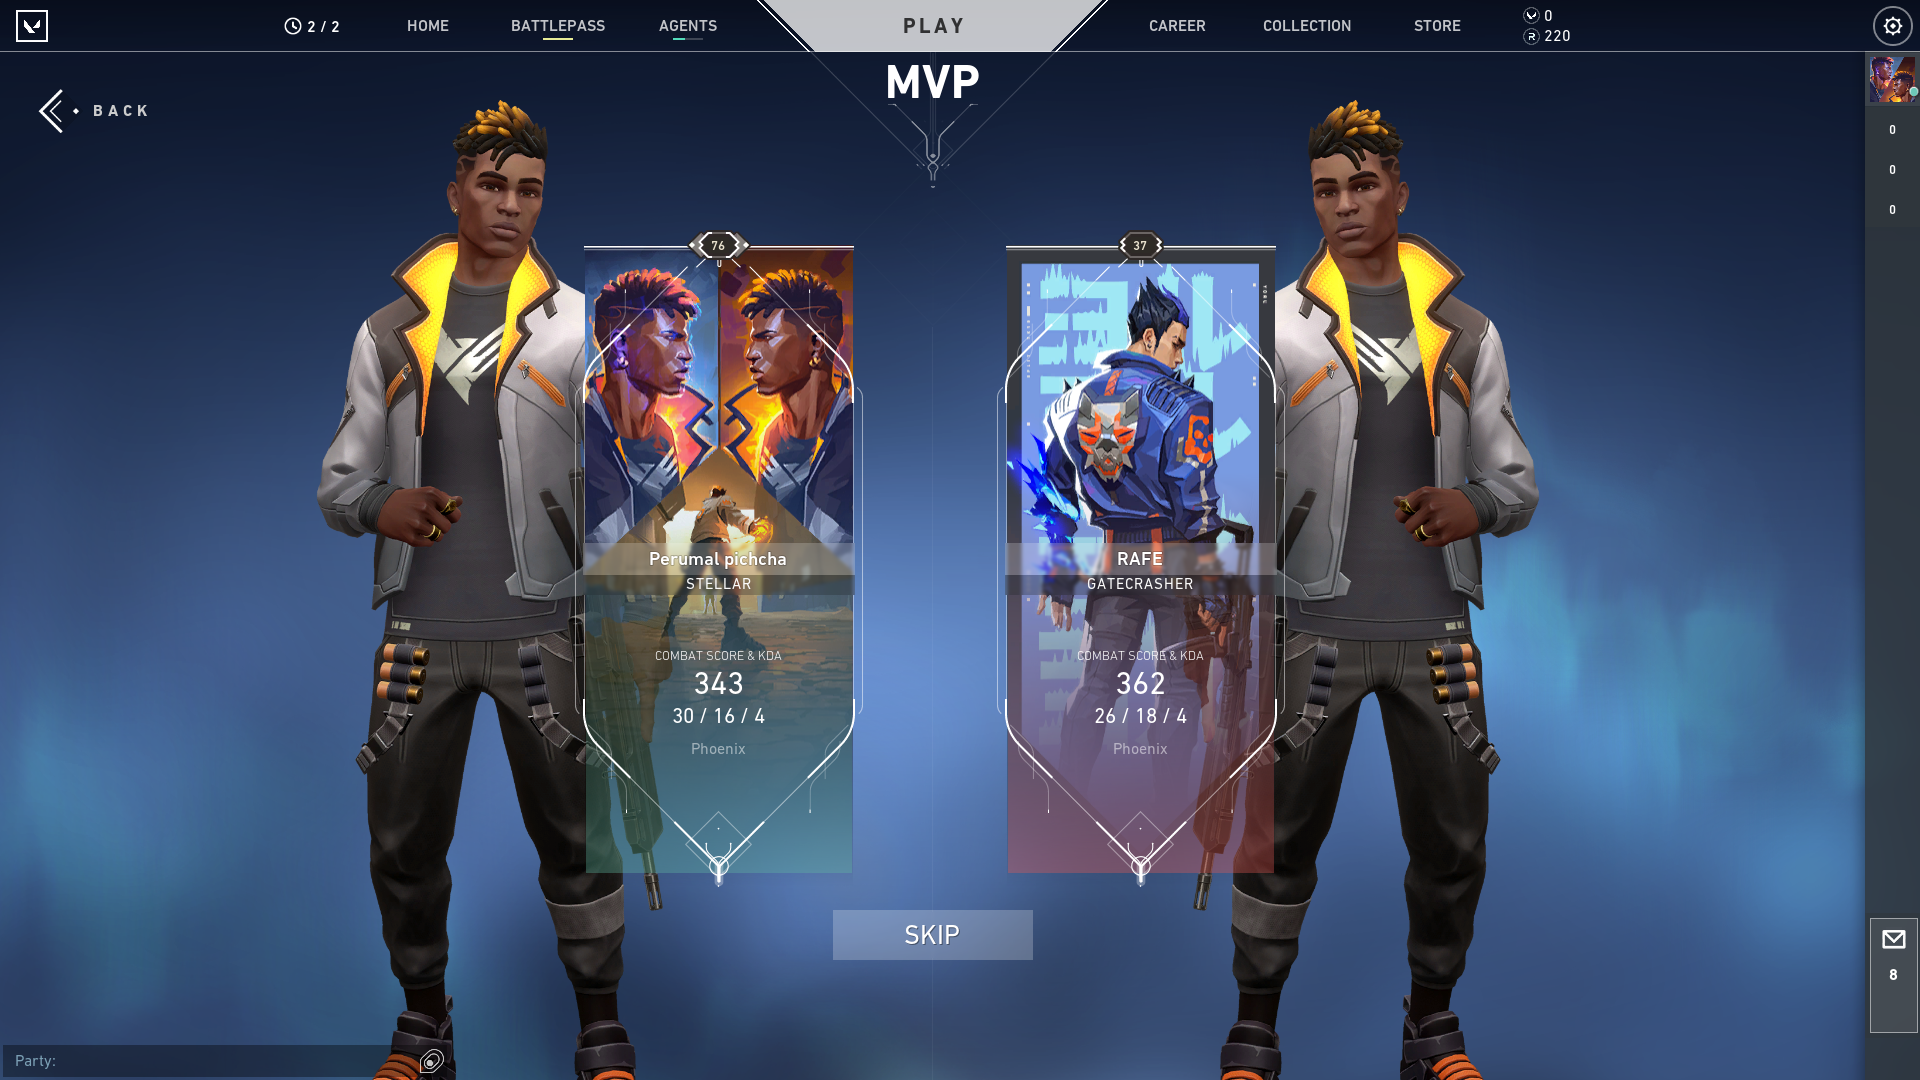 2 / 2
HOME
BATTLEPASS
AGENTS
PLAY
CAREER
COLLECTION
STORE
0
220
MVP
BACK
0
0
0
76
Perumal pichcha
STELLAR
COMBAT SCORE & KDA
343
30 / 16 / 4
Phoenix
37
RAFE
GATECRASHER
COMBAT SCORE & KDA
362
26 / 18 / 4
Phoenix
SKIP
8
Party: